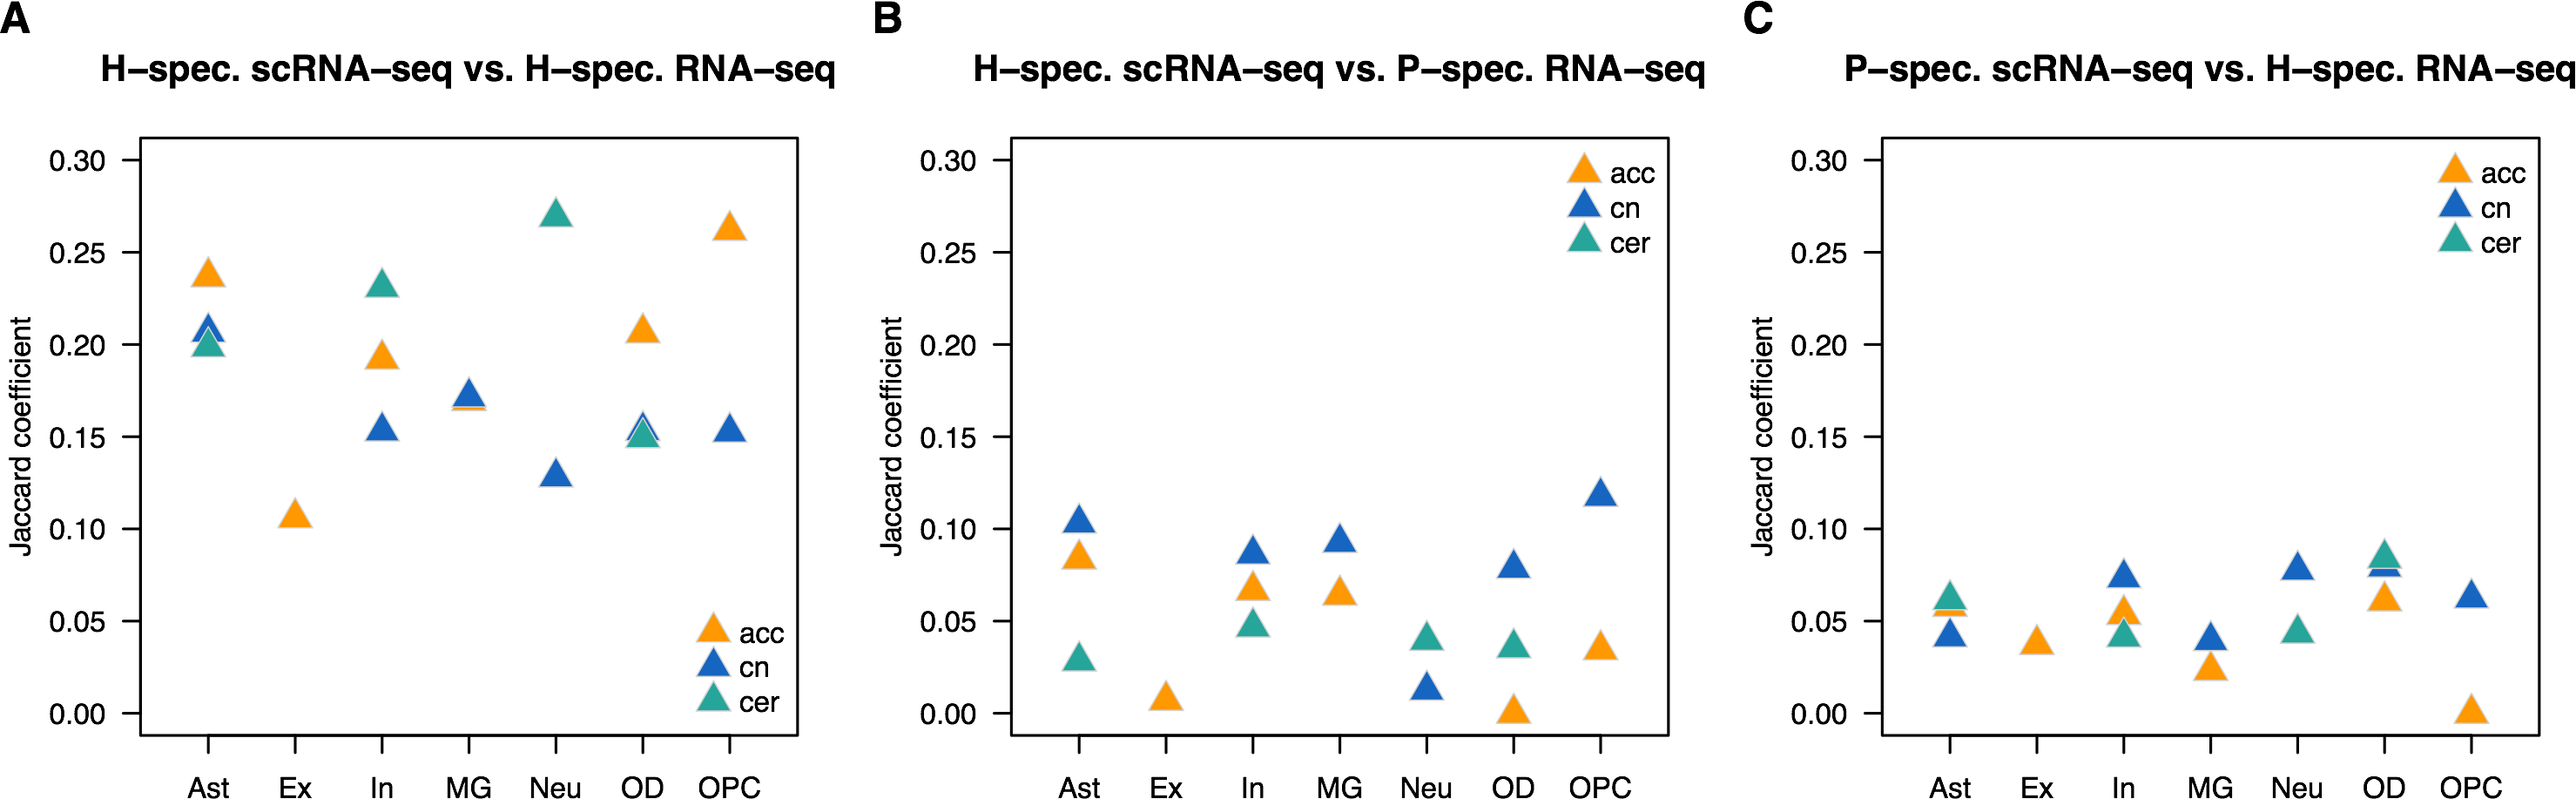 A
H–spec. scRNA–seq vs. H–spec. RNA–seq
Jaccard coefficient
0.30
0.25
0.20
0.15
0.10
0.05
0.00
acc
cn
cer
Ast Ex In MG Neu OD OPC
B
H–spec. scRNA–seq vs. P–spec. RNA–seq
Jaccard coefficient
0.30
0.25
0.20
0.15
0.10
0.05
0.00
acc
cn
cer
Ast Ex In MG Neu OD OPC
C
P–spec. scRNA–seq vs. H–spec. RNA–seq
Jaccard coefficient
0.30
0.25
0.20
0.15
0.10
0.05
0.00
acc
cn
cer
Ast Ex In MG Neu OD OPC